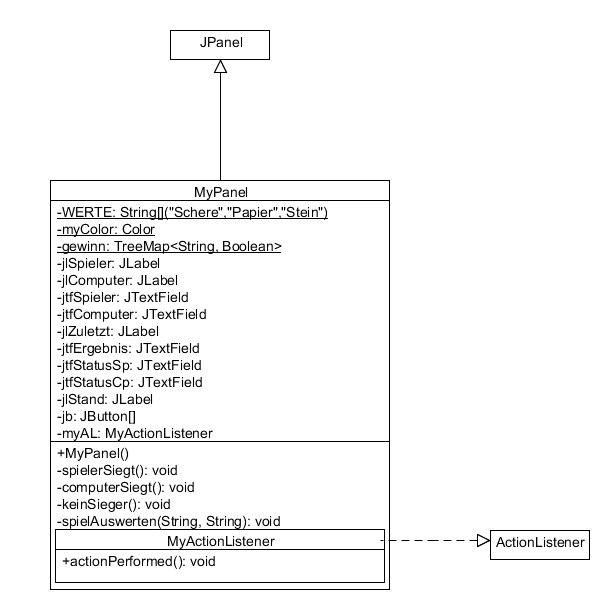 JPanel
MyPanel
-WERTE: String[]("Schere","Papier","Stein")
-myColor: Color
-gewinn: TreeMap<String, Boolean>
-jlSpieler: JLabel
-jlComputer: JLabel
-jtfSpieler: JTextField
-jtfComputer: JTextField
-jlZuletzt: JLabel
-jtfErgebnis: JTextField
-jtfStatusSp: JTextField
-jtfStatusCp: JTextField
-jlStand: JLabel
-jb: JButton[]
-myAL: MyActionListener
+MyPanel()
-spielerSiegt(): void
-computerSiegt(): void
-keinSieger(): void
-spielAuswerten(String, String): void
MyActionListener
+actionPerformed(): void
ActionListener